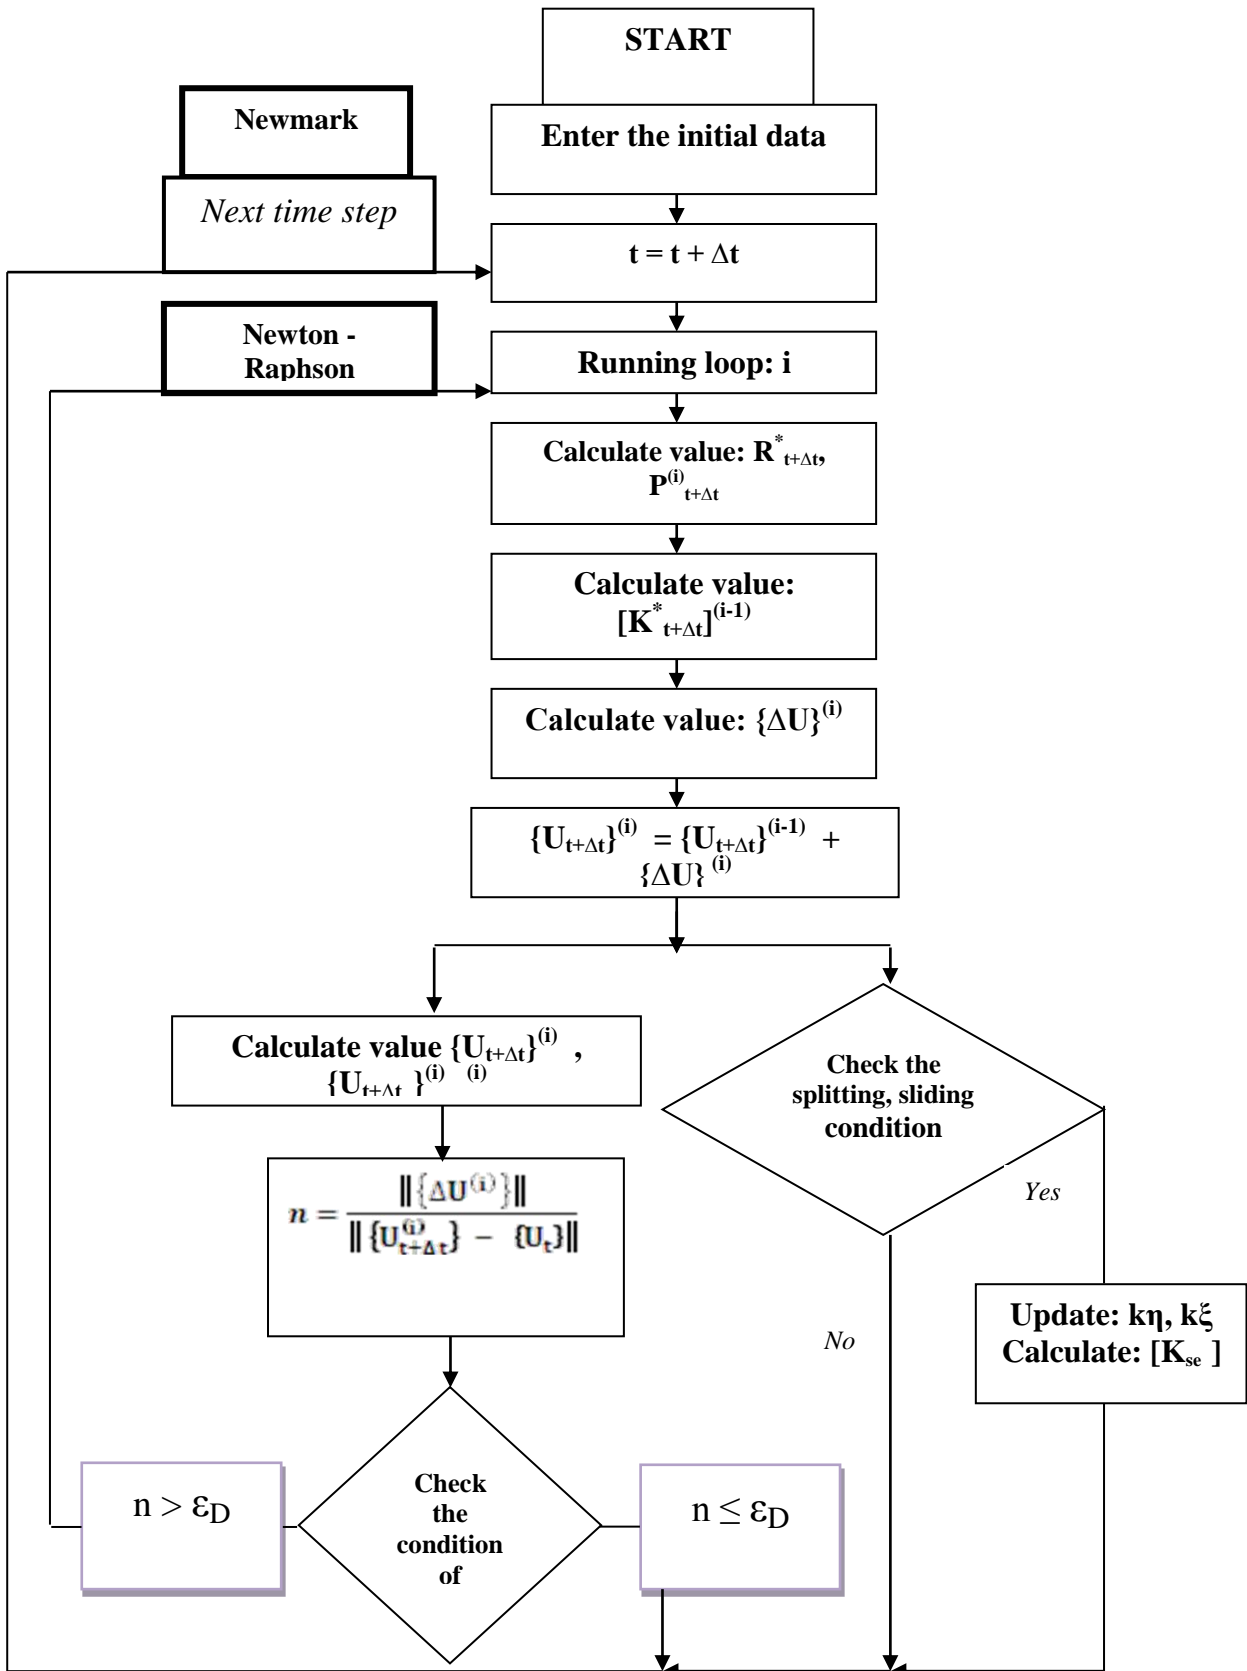 START
Enter the initial data
Newmark
Next time step
t = t + Δt
Newton -
Raphson
Running loop: i
Calculate value: R*t+Δt,
P(i)t+Δt
Calculate value:
[K*t+Δt](i-1)
Calculate value: {ΔU}(i)
{Ut+Δt}(i) = {Ut+Δt}(i-1) +
{ΔU} (i)
Calculate value {Ut+Δt}(i) ,
{Ut+Δt }(i) (i)
n = ‖{ΔU(i)}‖
‖{U(i)t+Δt} − {Ut}‖
Check the
splitting, sliding
condition
Yes
No
Update: kη, kξ
Calculate: [Kse ]
n > εD
Check
the
condition
of
n ≤ εD